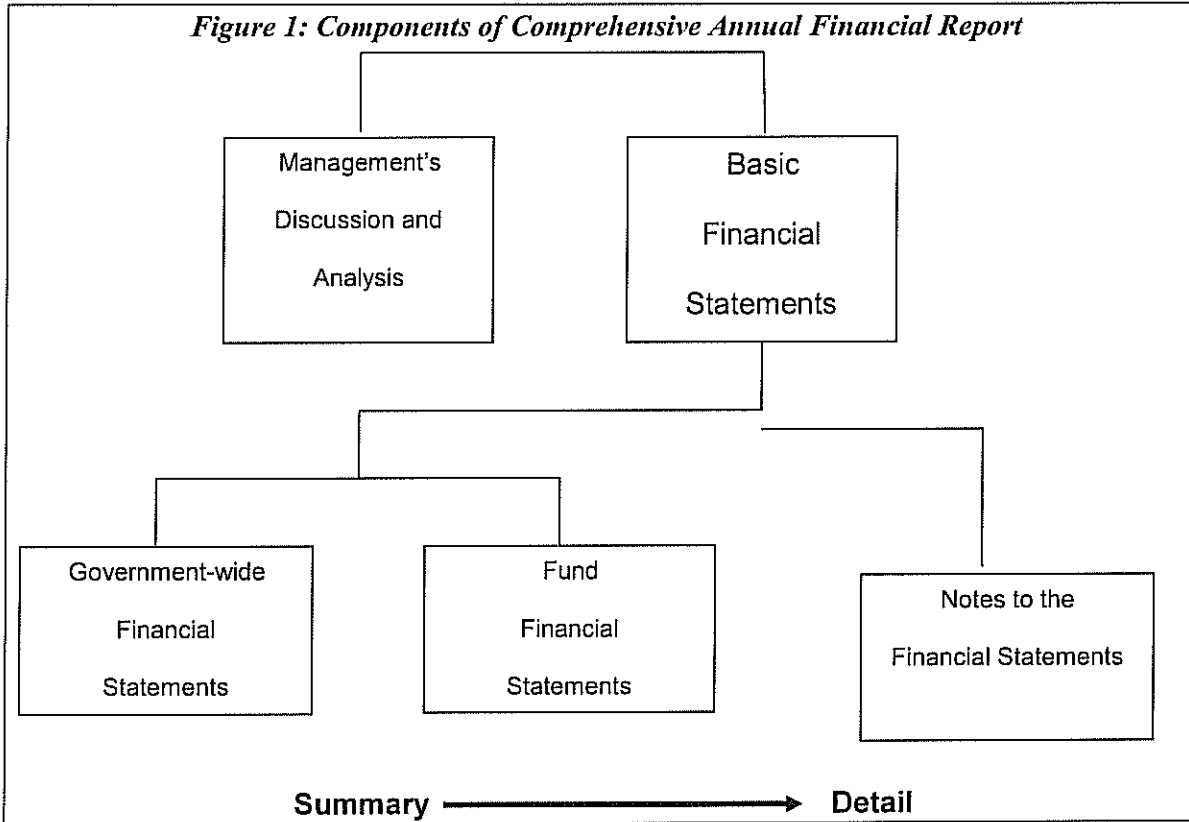 Figure 1: Components of Comprehensive Annual Financial Report
Management's
Discussion and
Analysis
Basic
Financial
Statements
Government-wide
Financial
Statements
Fund
Financial
Statements
Notes to the
Financial Statements
Summary
Detail